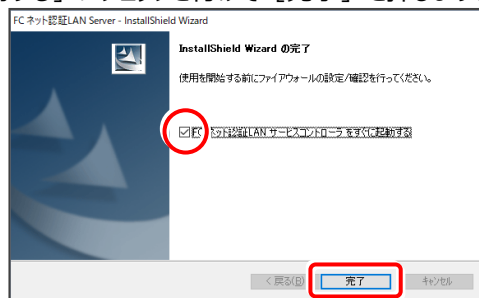 FC ネット認証LAN Server - InstallShield Wizard
InstallShield Wizard の完了
使用を開始する前にファイアウォールの設定/確認を行ってください。
FC ネット認証LAN サービスコントローラ をすぐに起動する
< 戻る(B)
完了
キャンセル